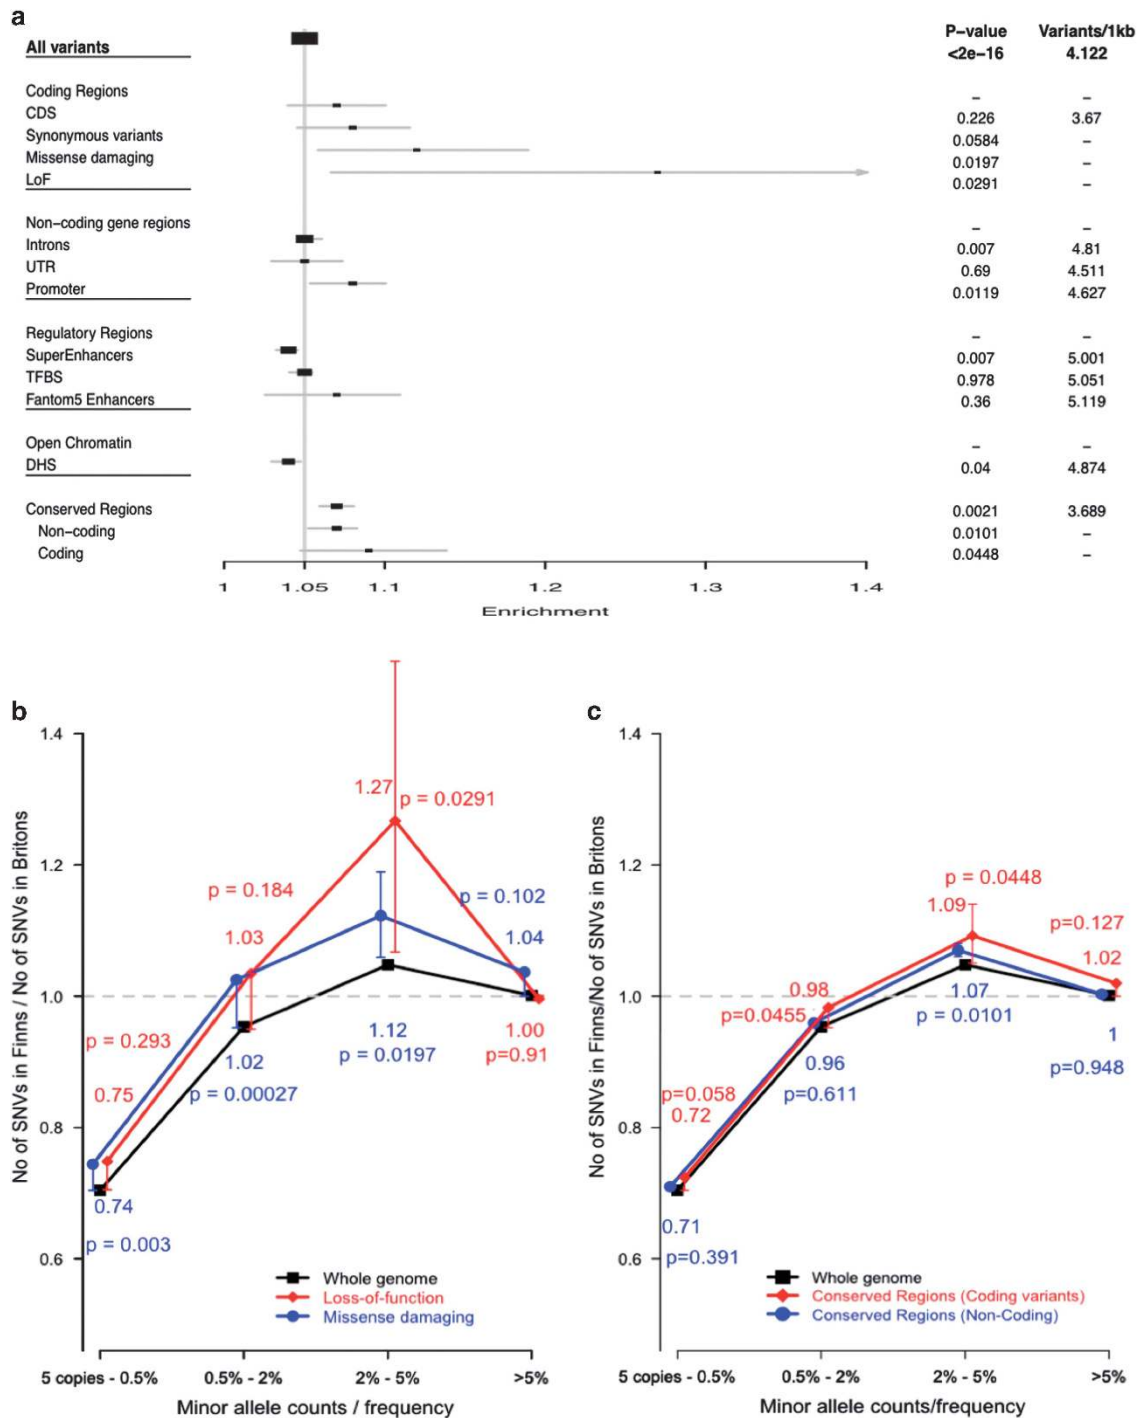 a
P-value Variants/1kb
All variants <2e-16 4.122
Coding Regions – –
CDS 0.226 3.67
Synonymous variants 0.0584 –
Missense damaging 0.0197 –
LoF 0.0291 –
Non-coding gene regions – –
Introns 0.007 4.81
UTR 0.69 4.511
Promoter 0.0119 4.627
Regulatory Regions – –
SuperEnhancers 0.007 5.001
TFBS 0.978 5.051
Fantom5 Enhancers 0.36 5.119
Open Chromatin – –
DHS 0.04 4.874
Conserved Regions 0.0021 3.689
Non-coding 0.0101 –
Coding 0.0448 –
1 1.05 1.1 1.2 1.3 1.4
Enrichment
b
No of SNVs in Finns / No of SNVs in Britons
1.4
1.2
1.0
0.8
0.6
1.27
p = 0.0291
p = 0.184
p = 0.102
1.03
1.04
p = 0.293
1.12
p = 0.0197
1.00
p=0.91
1.02
p = 0.00027
0.75
0.74
p = 0.003
Whole genome
Loss-of-function
Missense damaging
5 copies - 0.5% 0.5% - 2% 2% - 5% >5%
Minor allele counts / frequency
c
No of SNVs in Finns/No of SNVs in Britons
1.4
1.2
1.0
0.8
0.6
p = 0.0448
1.09
p=0.127
1.02
0.98
p=0.0455
1.07
p = 0.0101
1
p=0.948
0.96
p=0.611
p=0.058
0.72
0.71
p=0.391
Whole genome
Conserved Regions (Coding variants)
Conserved Regions (Non-Coding)
5 copies - 0.5% 0.5% - 2% 2% - 5% >5%
Minor allele counts/frequency